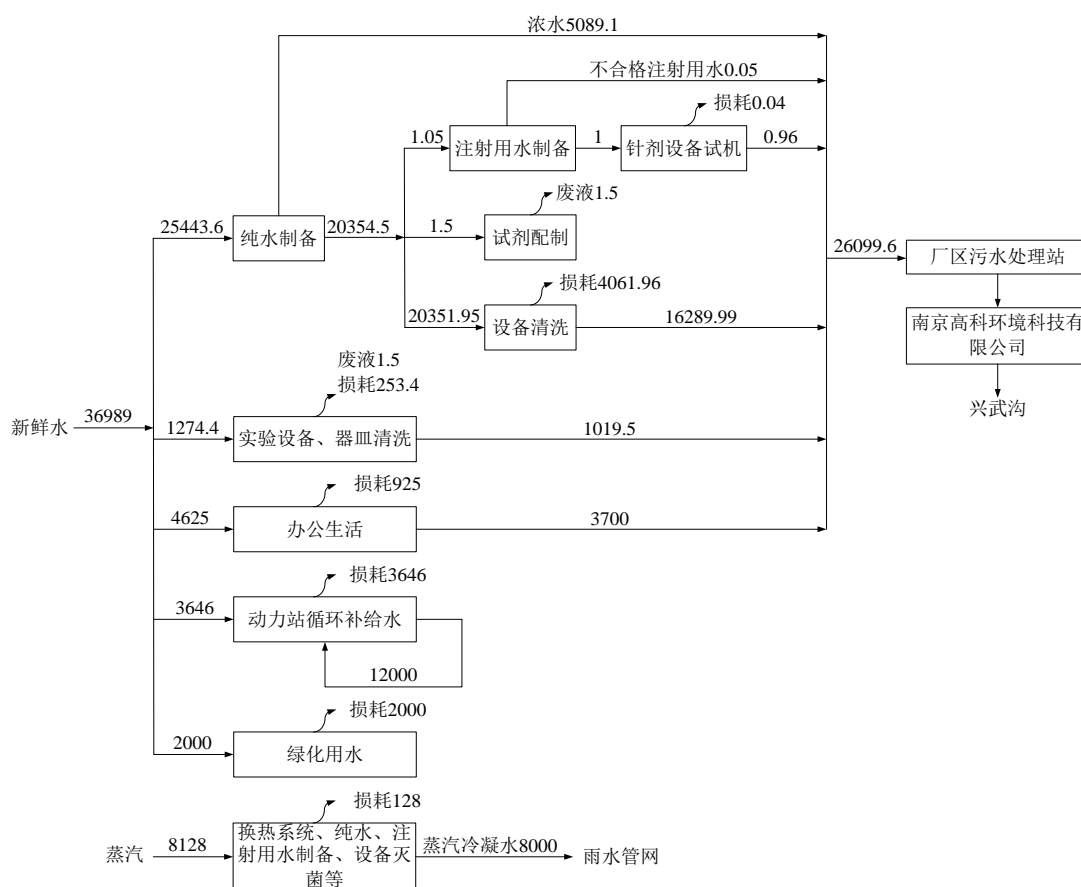 浓水5089.1
不合格注射用水0.05
损耗0.04
1.05
注射用水制备
1
针剂设备试机
0.96
废液1.5
25443.6
纯水制备
20354.5
1.5
试剂配制
26099.6
厂区污水处理站
损耗4061.96
20351.95
设备清洗
16289.99
南京高科环境科技有
限公司
废液1.5
损耗253.4
兴武沟
新鲜水
36989
1274.4
实验设备、器皿清洗
1019.5
损耗925
4625
办公生活
3700
损耗3646
3646
动力站循环补给水
12000
损耗2000
2000
绿化用水
损耗128
蒸汽
8128
换热系统、纯水、注
射用水制备、设备灭
菌等
蒸汽冷凝水8000
雨水管网